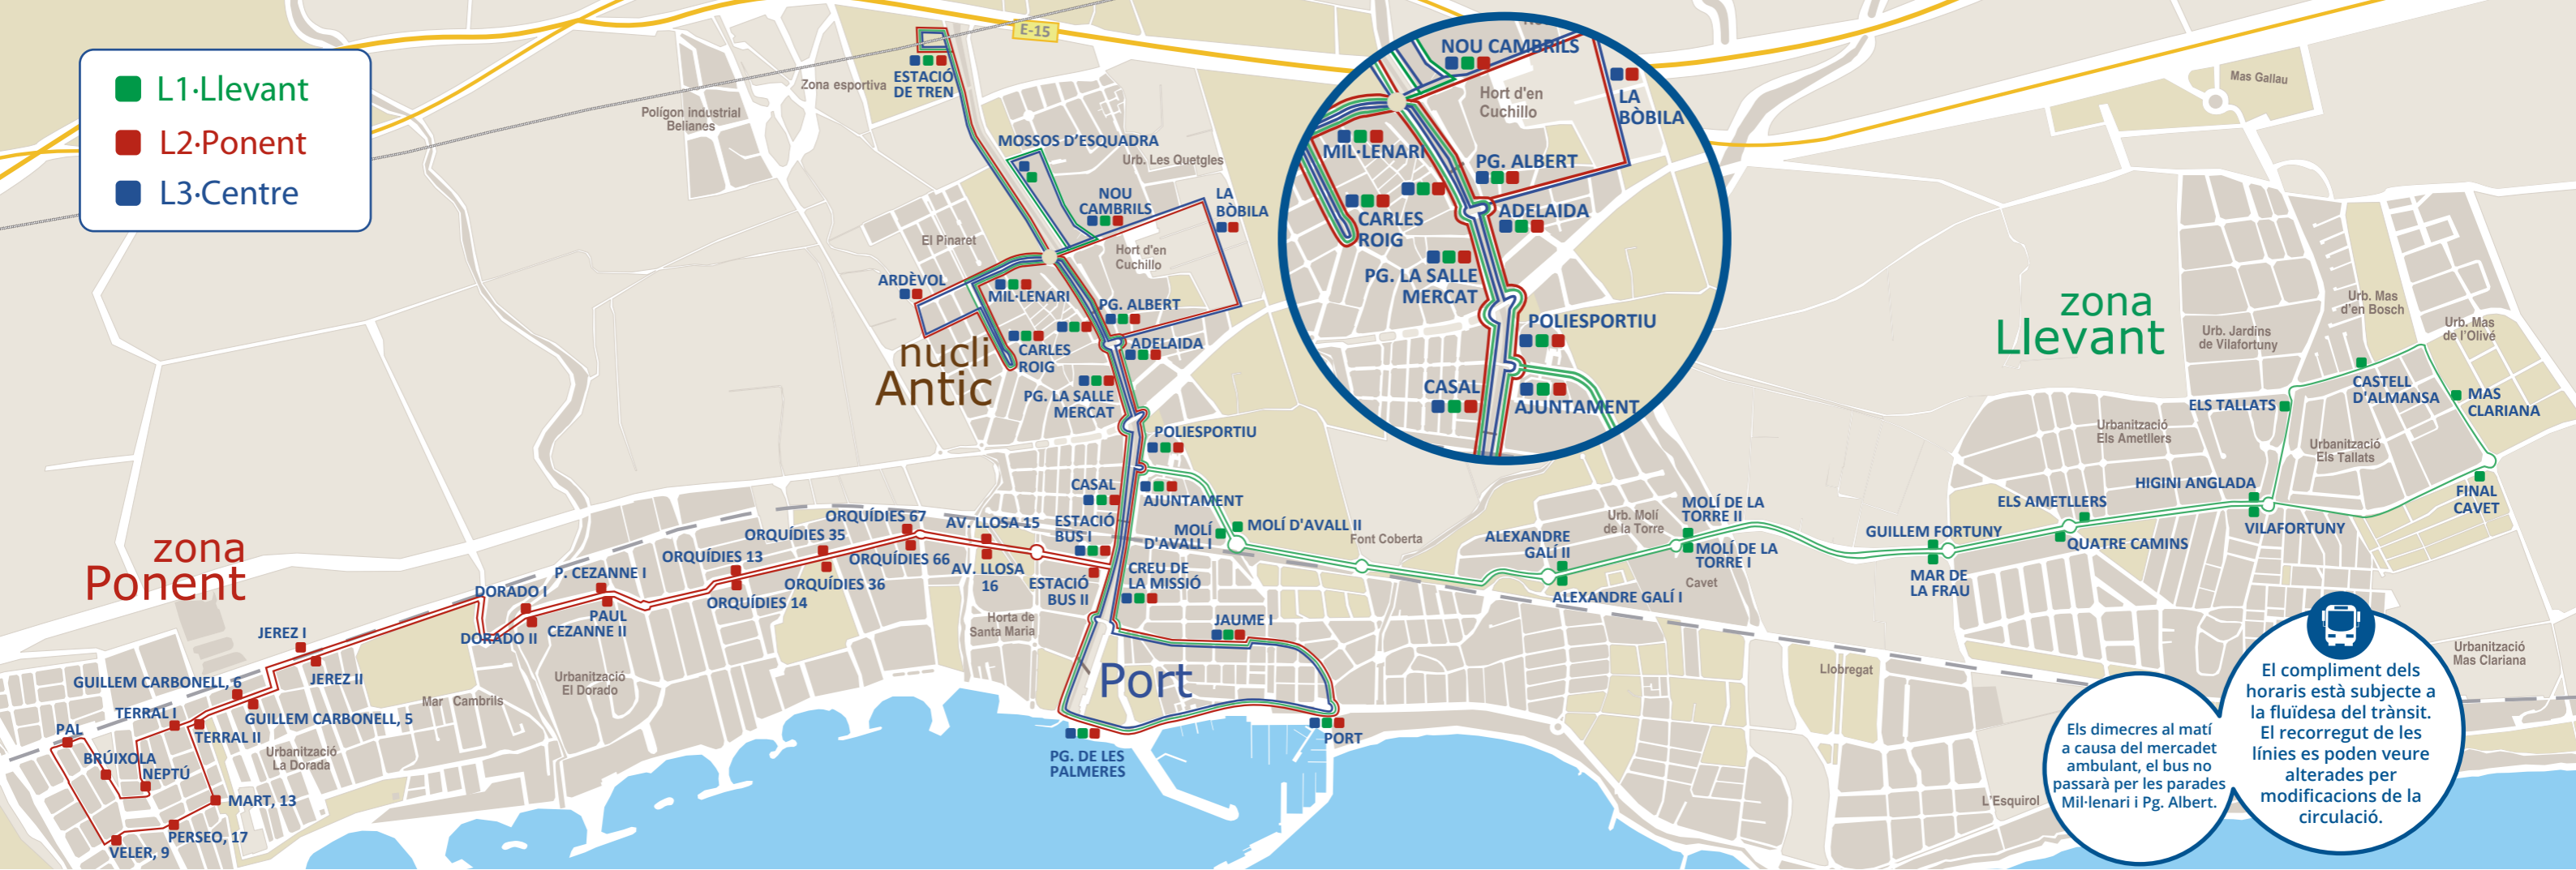 L1·Llevant
L2·Ponent
L3·Centre
E-15
Zona esportiva
Polígon industrial
Belianes
ESTACIÓ
DE TREN
MOSSOS D'ESQUADRA
Urb. Les Quetgles
NOU
CAMBRILS
LA
BÒBILA
El Pinaret
Hort d'en
Cuchillo
ARDÈVOL
MIL·LENARI
PG. ALBERT
CARLES
ROIG
ADELAIDA
nucli
Antic
PG. LA SALLE
MERCAT
POLIESPORTIU
CASAL
AJUNTAMENT
ESTACIÓ
BUS I
MOLÍ
D'AVALL I
MOLÍ D'AVALL II
Font Coberta
ESTACIÓ
BUS II
CREU DE
LA MISSIÓ
Horta de
Santa Maria
JAUME I
Port
PG. DE LES
PALMERES
PORT
NOU CAMBRILS
Hort d'en
Cuchillo
LA
BÒBILA
MIL·LENARI
PG. ALBERT
CARLES
ROIG
ADELAIDA
PG. LA SALLE
MERCAT
POLIESPORTIU
CASAL
AJUNTAMENT
zona
Ponent
ORQUÍDIES 67
AV. LLOSA 15
ORQUÍDIES 35
ORQUÍDIES 13
ORQUÍDIES 66
AV. LLOSA
16
P. CEZANNE I
ORQUÍDIES 36
DORADO I
ORQUÍDIES 14
PAUL
CEZANNE II
DORADO II
JEREZ I
JEREZ II
Urbanització
El Dorado
GUILLEM CARBONELL, 6
Mar Cambrils
TERRAL I
GUILLEM CARBONELL, 5
PAL
TERRAL II
BRÚIXOLA
NEPTÚ
Urbanització
La Dorada
MART, 13
PERSEO, 17
VELER, 9
Mas Gallau
zona
Llevant
Urb. Mas
d'en Bosch
Urb. Jardins
de Vilafortuny
Urb. Mas
de l'Olivé
CASTELL
D'ALMANSA
MAS
CLARIANA
ELS TALLATS
Urbanització
Els Ametllers
Urbanització
Els Tallats
HIGINI ANGLADA
FINAL
CAVET
ELS AMETLLERS
VILAFORTUNY
MOLÍ DE LA
TORRE II
Urb. Molí
de la Torre
ALEXANDRE
GALÍ II
MOLÍ DE LA
TORRE I
GUILLEM FORTUNY
QUATRE CAMINS
MAR DE
LA FRAU
Cavet
ALEXANDRE GALÍ I
Llobregat
L'Esquirol
Urbanització
Mas Clariana
Els dimecres al matí
a causa del mercadet
ambulant, el bus no
passarà per les parades
Mil·lenari i Pg. Albert.
El compliment dels
horaris està subjecte a
la fluïdesa del trànsit.
El recorregut de les
línies es poden veure
alterades per
modificacions de la
circulació.